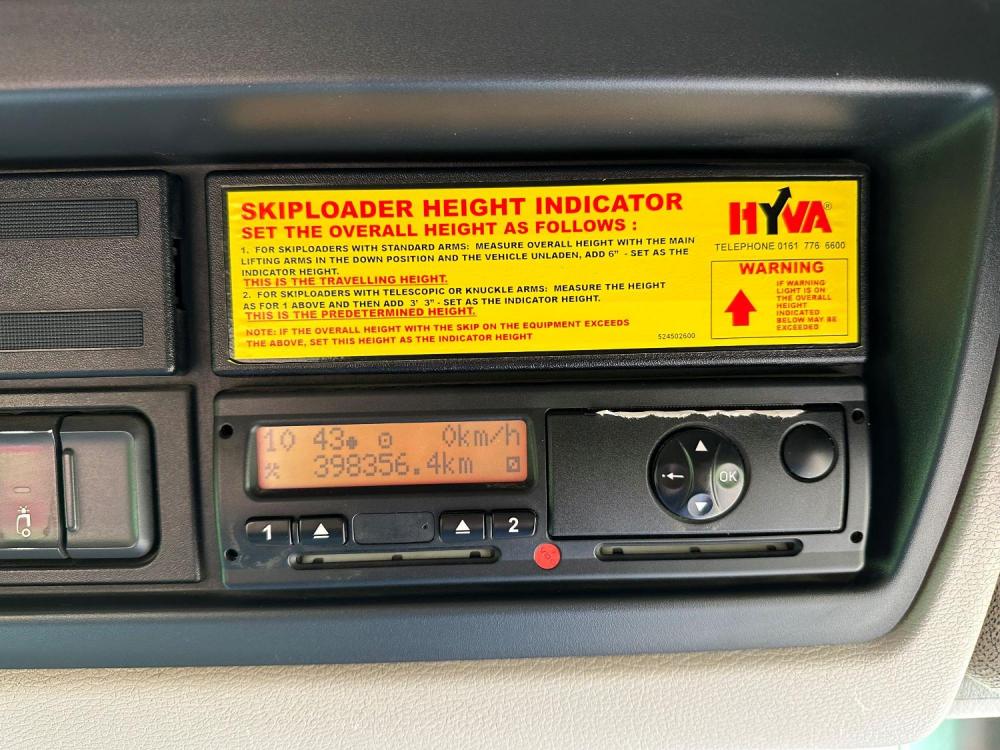 SKIPLOADER HEIGHT INDICATOR
SET THE OVERALL HEIGHT AS FOLLOWS :
1. FOR SKIPLOADERS WITH STANDARD ARMS: MEASURE OVERALL HEIGHT WITH THE MAIN
LIFTING ARMS IN THE DOWN POSITION AND THE VEHICLE UNLADEN, ADD 6" - SET AS THE
INDICATOR HEIGHT.
THIS IS THE TRAVELLING HEIGHT.
2. FOR SKIPLOADERS WITH TELESCOPIC OR KNUCKLE ARMS: MEASURE THE HEIGHT
AS FOR 1 ABOVE AND THEN ADD 3' 3" - SET AS THE INDICATOR HEIGHT.
THIS IS THE PREDETERMINED HEIGHT.
NOTE: IF THE OVERALL HEIGHT WITH THE SKIP ON THE EQUIPMENT EXCEEDS
THE ABOVE, SET THIS HEIGHT AS THE INDICATOR HEIGHT
524502600
HYVA®
TELEPHONE 0161 776 6600
WARNING
IF WARNING
LIGHT IS ON
THE OVERALL
HEIGHT
INDICATED
BELOW MAY BE
EXCEEDED
10 43 0km/h
398356.4km
1
2
OK